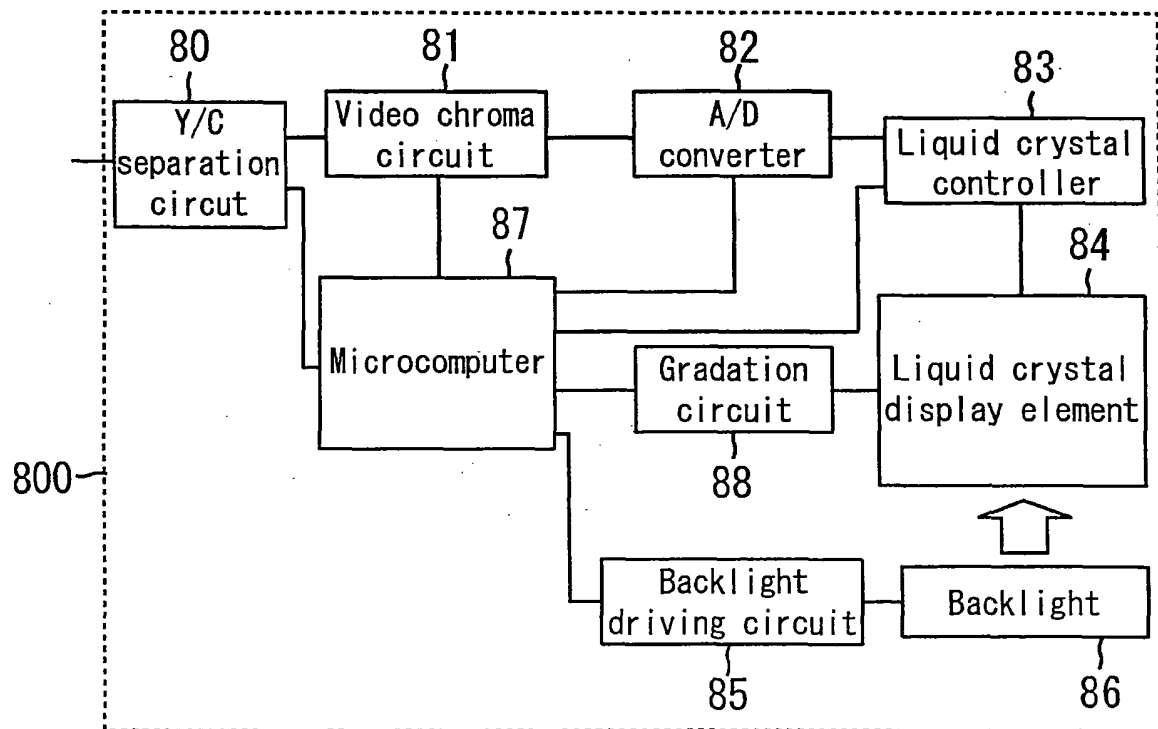 80
81
82
83
Y/C
separation
circut
Video chroma
circuit
A/D
converter
Liquid crystal
controller
87
84
Microcomputer
Gradation
circuit
Liquid crystal
display element
88
800
Backlight
driving circuit
Backlight
85
86